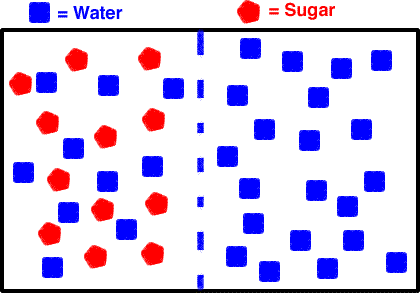 = Water = Sugar